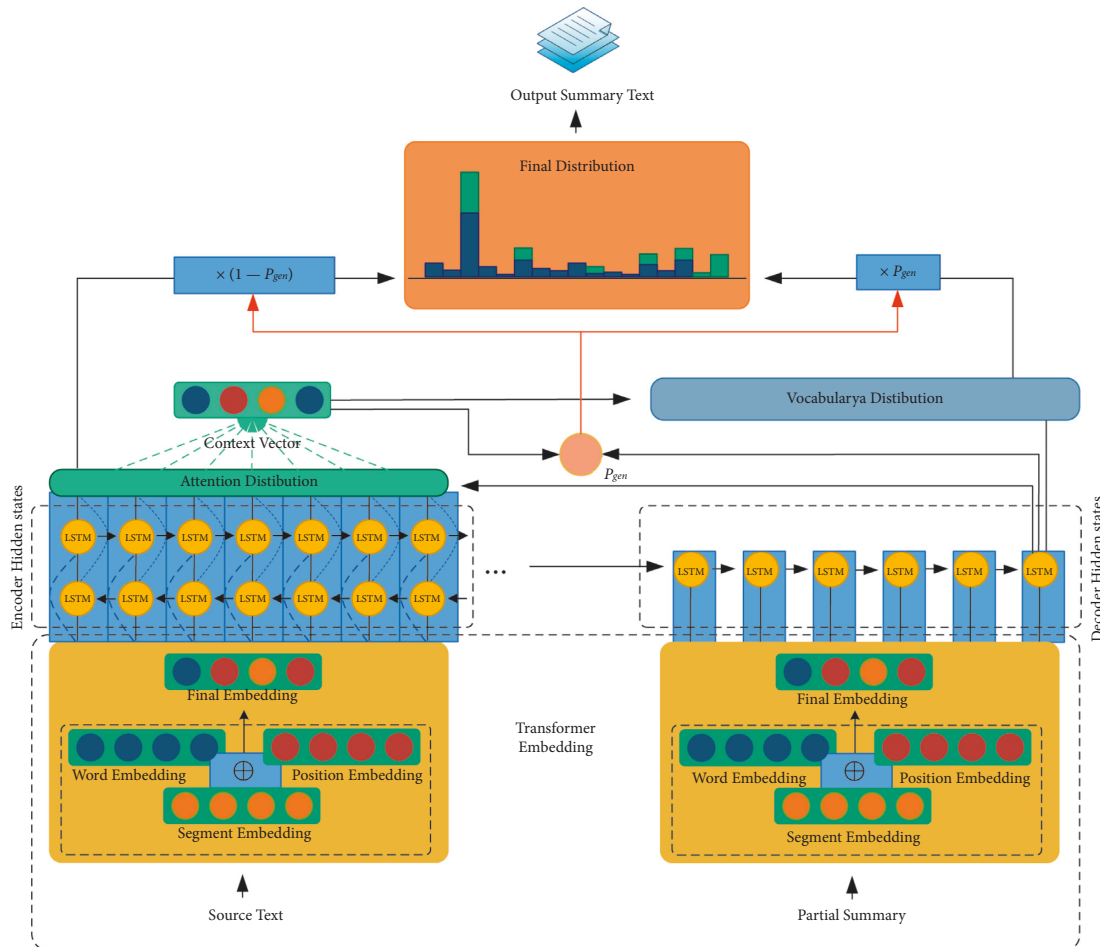 Output Summary Text
Final Distribution
× (1 — Pgen)
× Pgen
Vocabularya Distibution
Context Vector
Pgen
Attention Distibution
Encoder Hidden states
LSTM LSTM LSTM LSTM LSTM LSTM LSTM
LSTM LSTM LSTM LSTM LSTM LSTM LSTM
...
LSTM LSTM LSTM LSTM LSTM LSTM
Decoder Hidden states
Final Embedding
Word Embedding
Position Embedding
Segment Embedding
Transformer
Embedding
Final Embedding
Word Embedding
Position Embedding
Segment Embedding
Source Text
Partial Summary